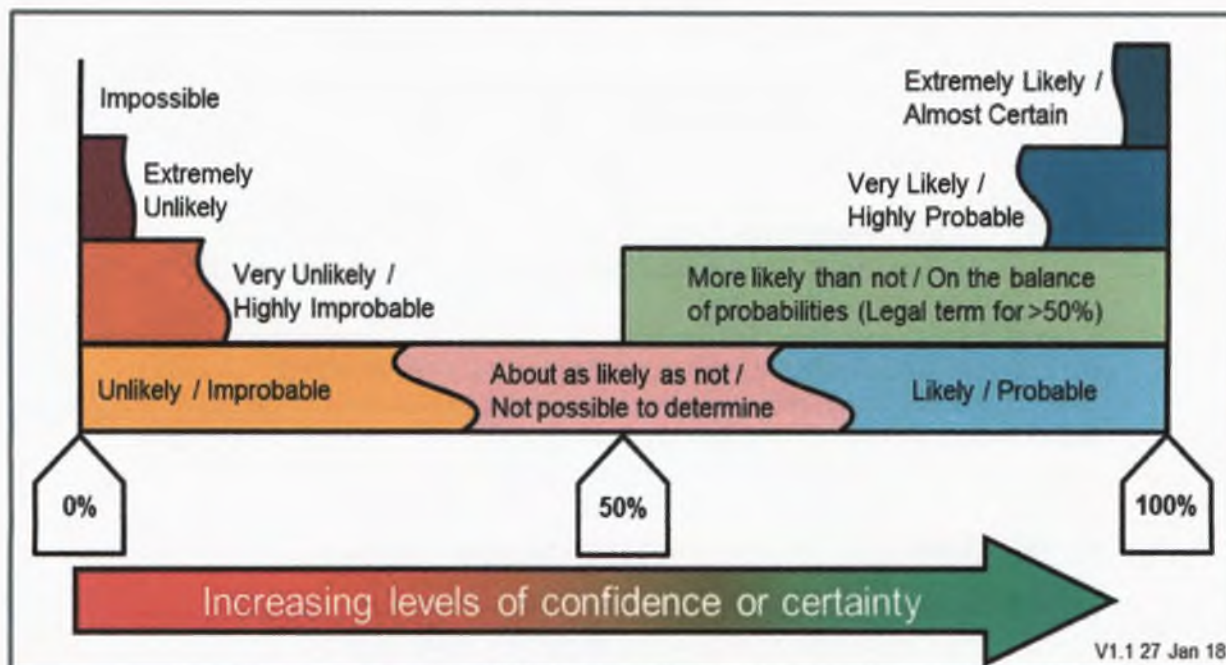 Impossible
Extremely Likely /
Almost Certain
Extremely
Unlikely
Very Likely /
Highly Probable
Very Unlikely /
Highly Improbable
More likely than not / On the balance
of probabilities (Legal term for >50%)
Unlikely / Improbable
About as likely as not /
Not possible to determine
Likely / Probable
0%
50%
100%
Increasing levels of confidence or certainty
V1.1 27 Jan 18